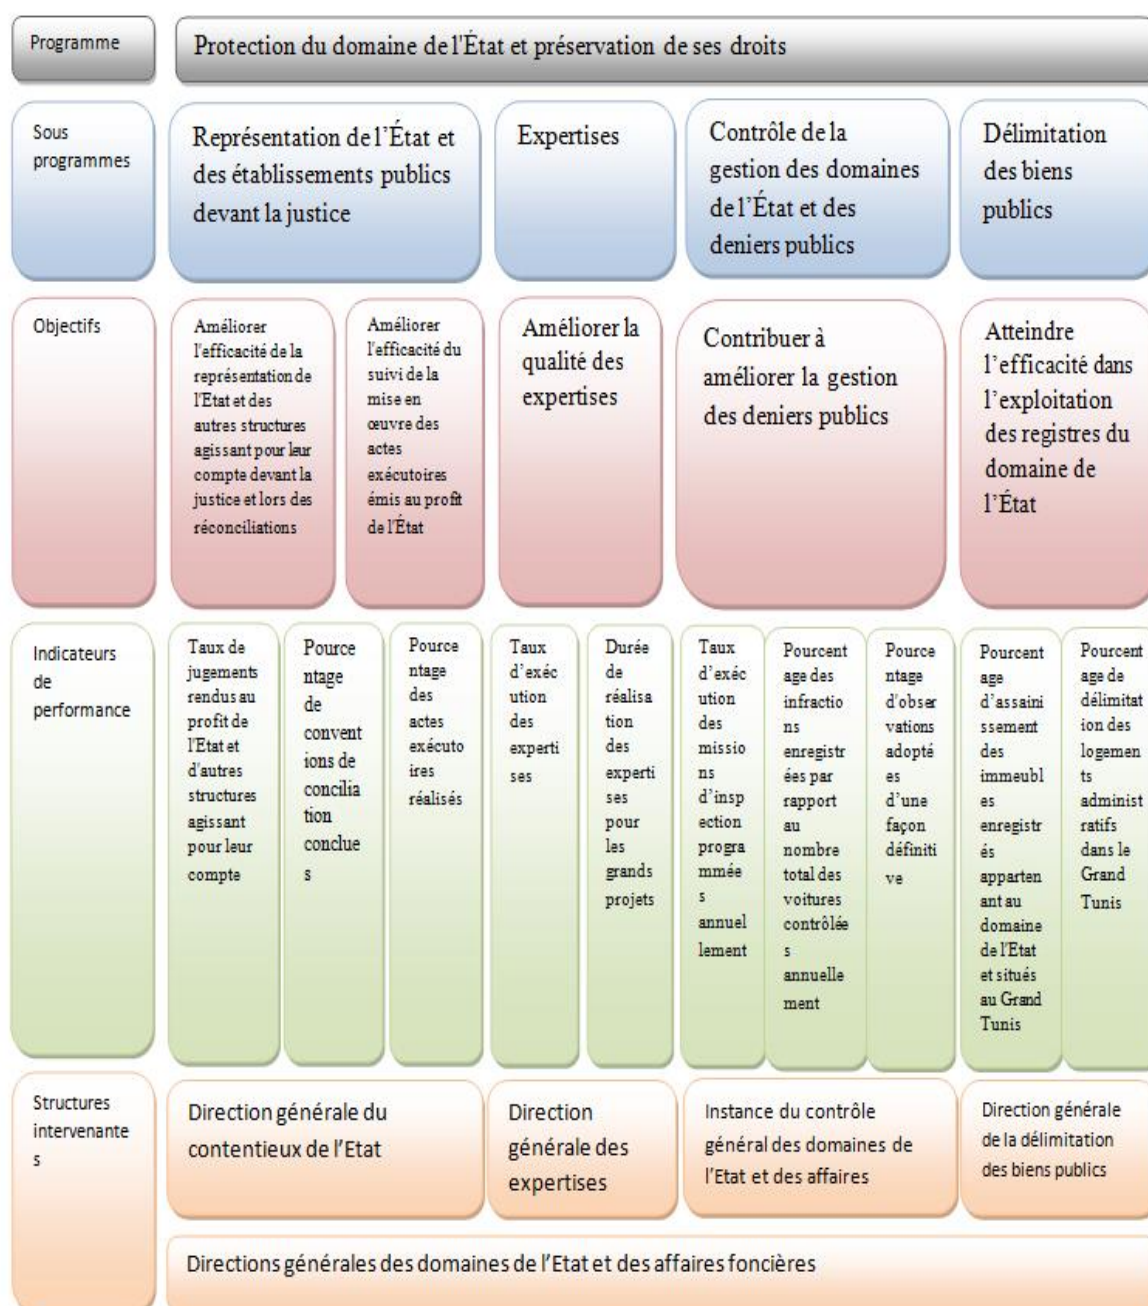 Programme
Protection du domaine de l'État et préservation de ses droits
Sous
programmes
Représentation de l'État et
des établissements publics
devant la justice
Expertises
Contrôle de la
gestion des domaines
de l'État et des
deniers publics
Délimitation
des biens
publics
Objectifs
Améliorer
l'efficacité de la
représentation de
l'Etat et des
autres structures
agissant pour leur
compte devant la
justice et lors des
réconciliations
Améliorer
l'efficacité du
suivi de la
mise en
œuvre des
actes
exécutoires
émis au profit
de l'État
Améliorer la
qualité des
expertises
Contribuer à
améliorer la gestion
des deniers publics
Atteindre
l'efficacité dans
l'exploitation
des registres du
domaine de
l'État
Indicateurs
de
performance
Taux de
jugements
rendus au
profit de
l'Etat et
d'autres
structures
agissant
pour leur
compte
Pource
ntage
de
convent
ions de
concilia
tion
conclue
s
Pource
ntage
des
actes
exécuto
ires
réalisés
Taux
d'exéc
ution
des
experti
ses
Durée
de
réalisa
tion
des
experti
ses
pour
les
grands
projets
Taux
d'exéc
ution
des
missio
ns
d'insp
ection
progra
mmée
s
annuel
lement
Pourcent
age des
infractio
ns
enregistr
ées par
rapport
au
nombre
total des
voitures
contrôlée
s
annuelle
ment
Pource
ntage
d'obser
vations
adopté
es
d'une
façon
définiti
ve
Pourcent
age
d'assaini
ssement
des
immeubl
es
enregistr
és
apparten
ant au
domaine
de l'Etat
et situés
au Grand
Tunis
Pourcent
age de
délimitat
ion des
logemen
ts
administ
ratifs
dans le
Grand
Tunis
Structures
intervenante
s
Direction générale du
contentieux de l'Etat
Direction
générale des
expertises
Instance du contrôle
général des domaines de
l'Etat et des affaires
Direction générale
de la délimitation
des biens publics
Directions générales des domaines de l'Etat et des affaires foncières